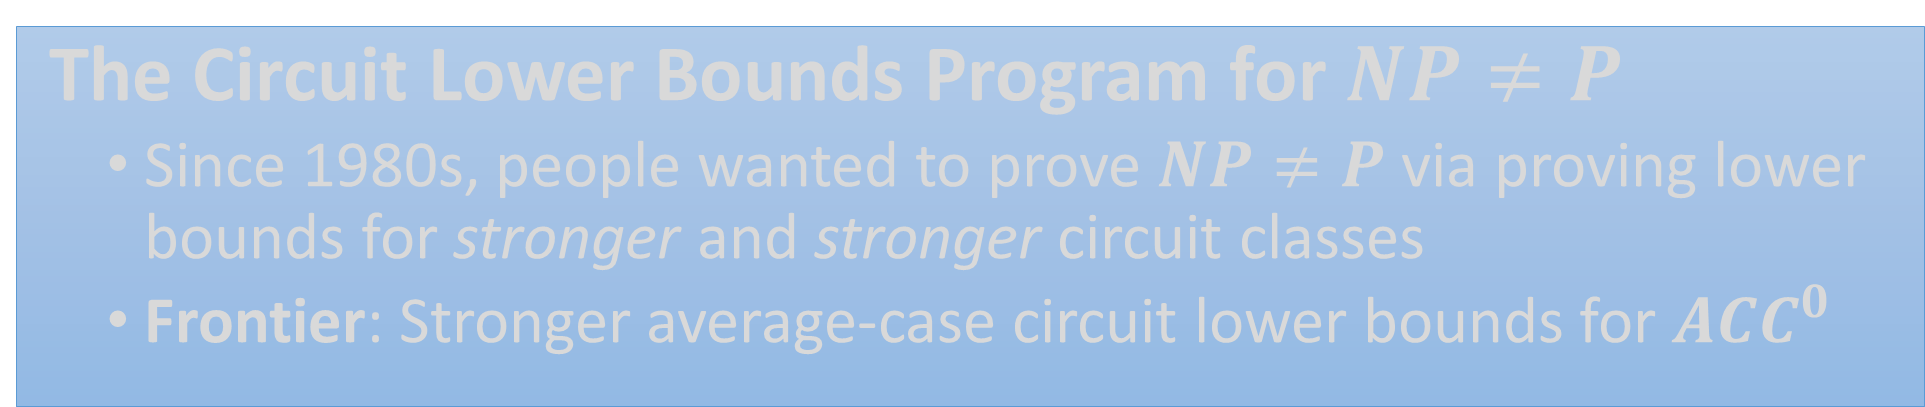 The Circuit Lower Bounds Program for NP ≠ P
• Since 1980s, people wanted to prove NP ≠ P via proving lower
bounds for stronger and stronger circuit classes
• Frontier: Stronger average-case circuit lower bounds for ACC⁰